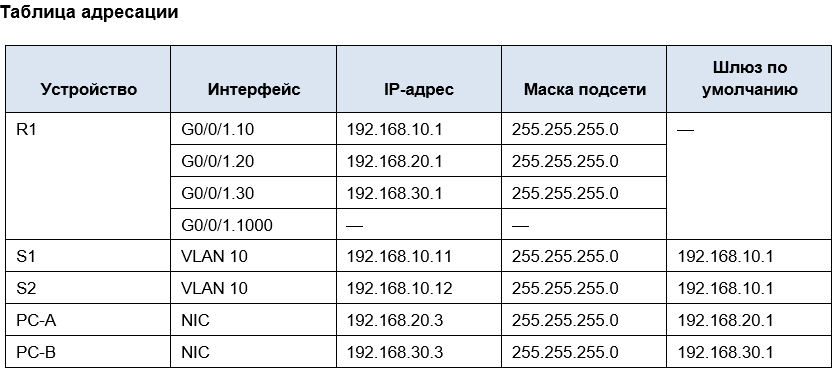 Таблица адресации
Устройство Интерфейс IP-адрес Маска подсети Шлюз по умолчанию
R1 G0/0/1.10 192.168.10.1 255.255.255.0 —
G0/0/1.20 192.168.20.1 255.255.255.0
G0/0/1.30 192.168.30.1 255.255.255.0
G0/0/1.1000 — —
S1 VLAN 10 192.168.10.11 255.255.255.0 192.168.10.1
S2 VLAN 10 192.168.10.12 255.255.255.0 192.168.10.1
PC-A NIC 192.168.20.3 255.255.255.0 192.168.20.1
PC-B NIC 192.168.30.3 255.255.255.0 192.168.30.1